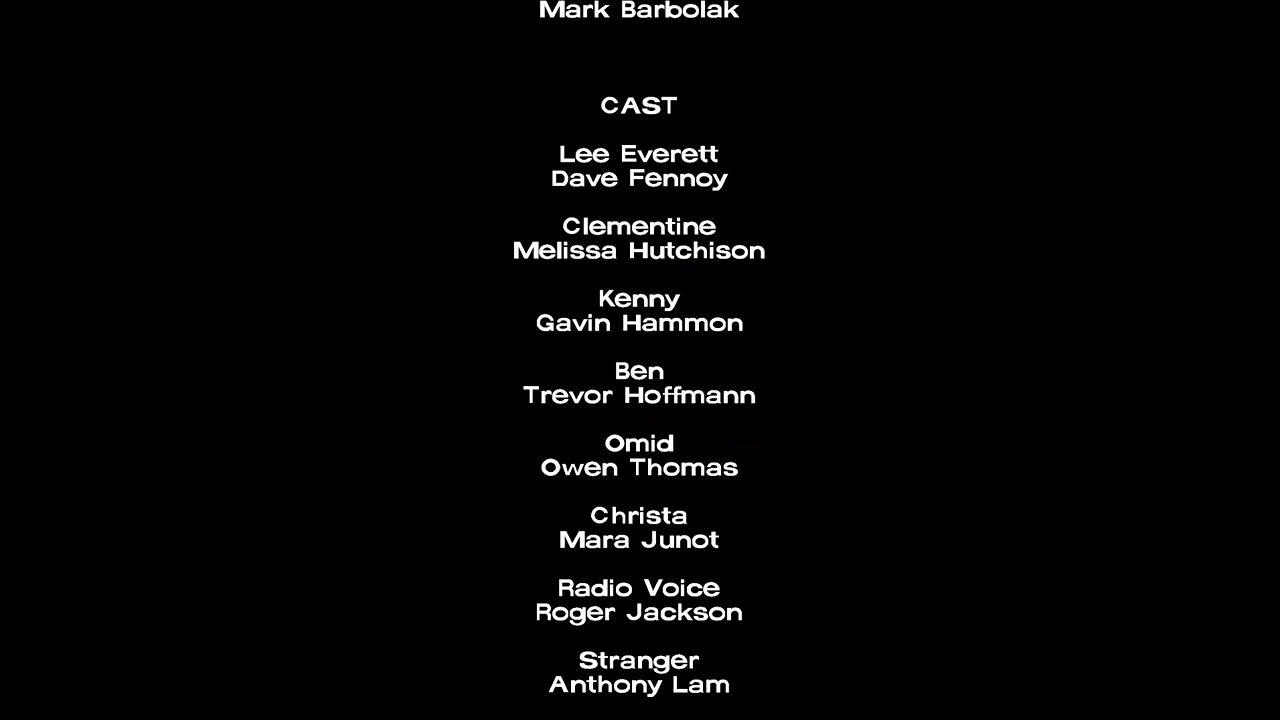 Mark Barbolak
CAST
Lee Everett
Dave Fennoy
Clementine
Melissa Hutchison
Kenny
Gavin Hammon
Ben
Trevor Hoffmann
Omid
Owen Thomas
Christa
Mara Junot
Radio Voice
Roger Jackson
Stranger
Anthony Lam